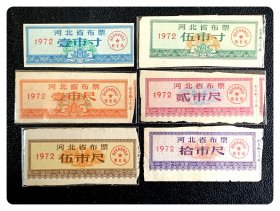 河北省布票
1972 壹市寸
河北省布票
1972 伍市寸
河北省布票
1972 壹市尺
河北省布票
1972 贰市尺
河北省布票
1972 伍市尺
河北省布票
1972 拾市尺